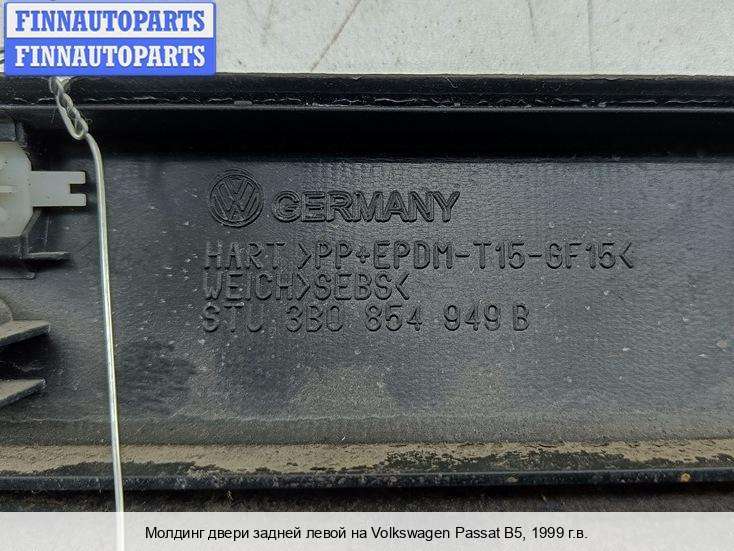 FINNAUTOPARTS
FINNAUTOPARTS
VW GERMANY
HART >PP+EPDM-T15-GF15<
WEICH>SEBS<
STU 3B0 854 949 B
Молдинг двери задней левой на Volkswagen Passat B5, 1999 г.в.